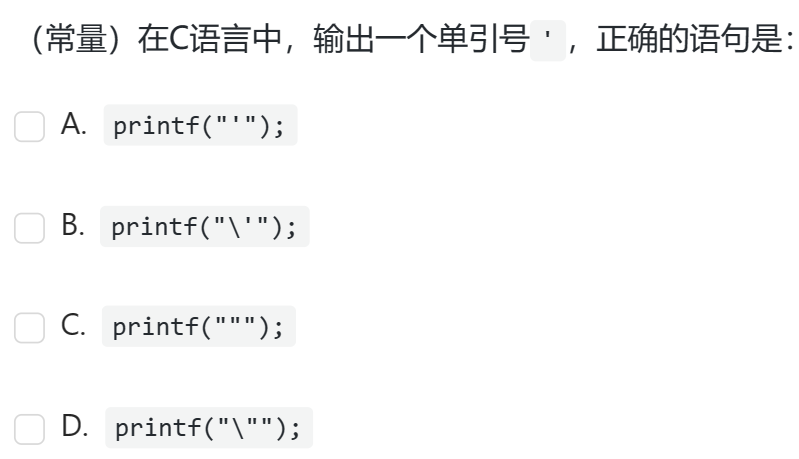 （常量）在C语言中，输出一个单引号 ' ，正确的语句是：
A. printf("'");
B. printf("\'");
C. printf(""");
D. printf("\"");